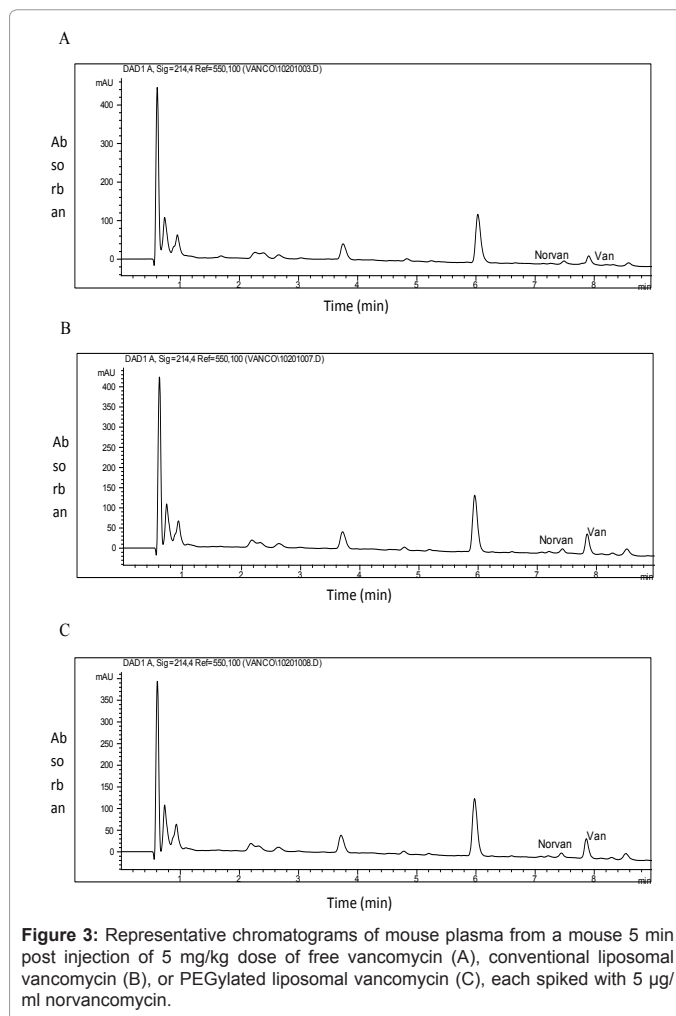 A
DAD1 A, Sig=214,4 Ref=550,100 (VANCO\10201003.D)
mAU
400
300
200
100
0
Ab
so
rb
an
Norvan
Van
1 2 3 4 5 6 7 8 min
Time (min)
B
DAD1 A, Sig=214,4 Ref=550,100 (VANCO\10201007.D)
mAU
400
350
300
250
200
150
100
50
0
Ab
so
rb
an
Norvan
Van
1 2 3 4 5 6 7 8 min
Time (min)
C
DAD1 A, Sig=214,4 Ref=550,100 (VANCO\10201008.D)
mAU
350
300
250
200
150
100
50
0
Ab
so
rb
an
Norvan
Van
1 2 3 4 5 6 7 8 min
Time (min)
Figure 3: Representative chromatograms of mouse plasma from a mouse 5 min
post injection of 5 mg/kg dose of free vancomycin (A), conventional liposomal
vancomycin (B), or PEGylated liposomal vancomycin (C), each spiked with 5 µg/
ml norvancomycin.